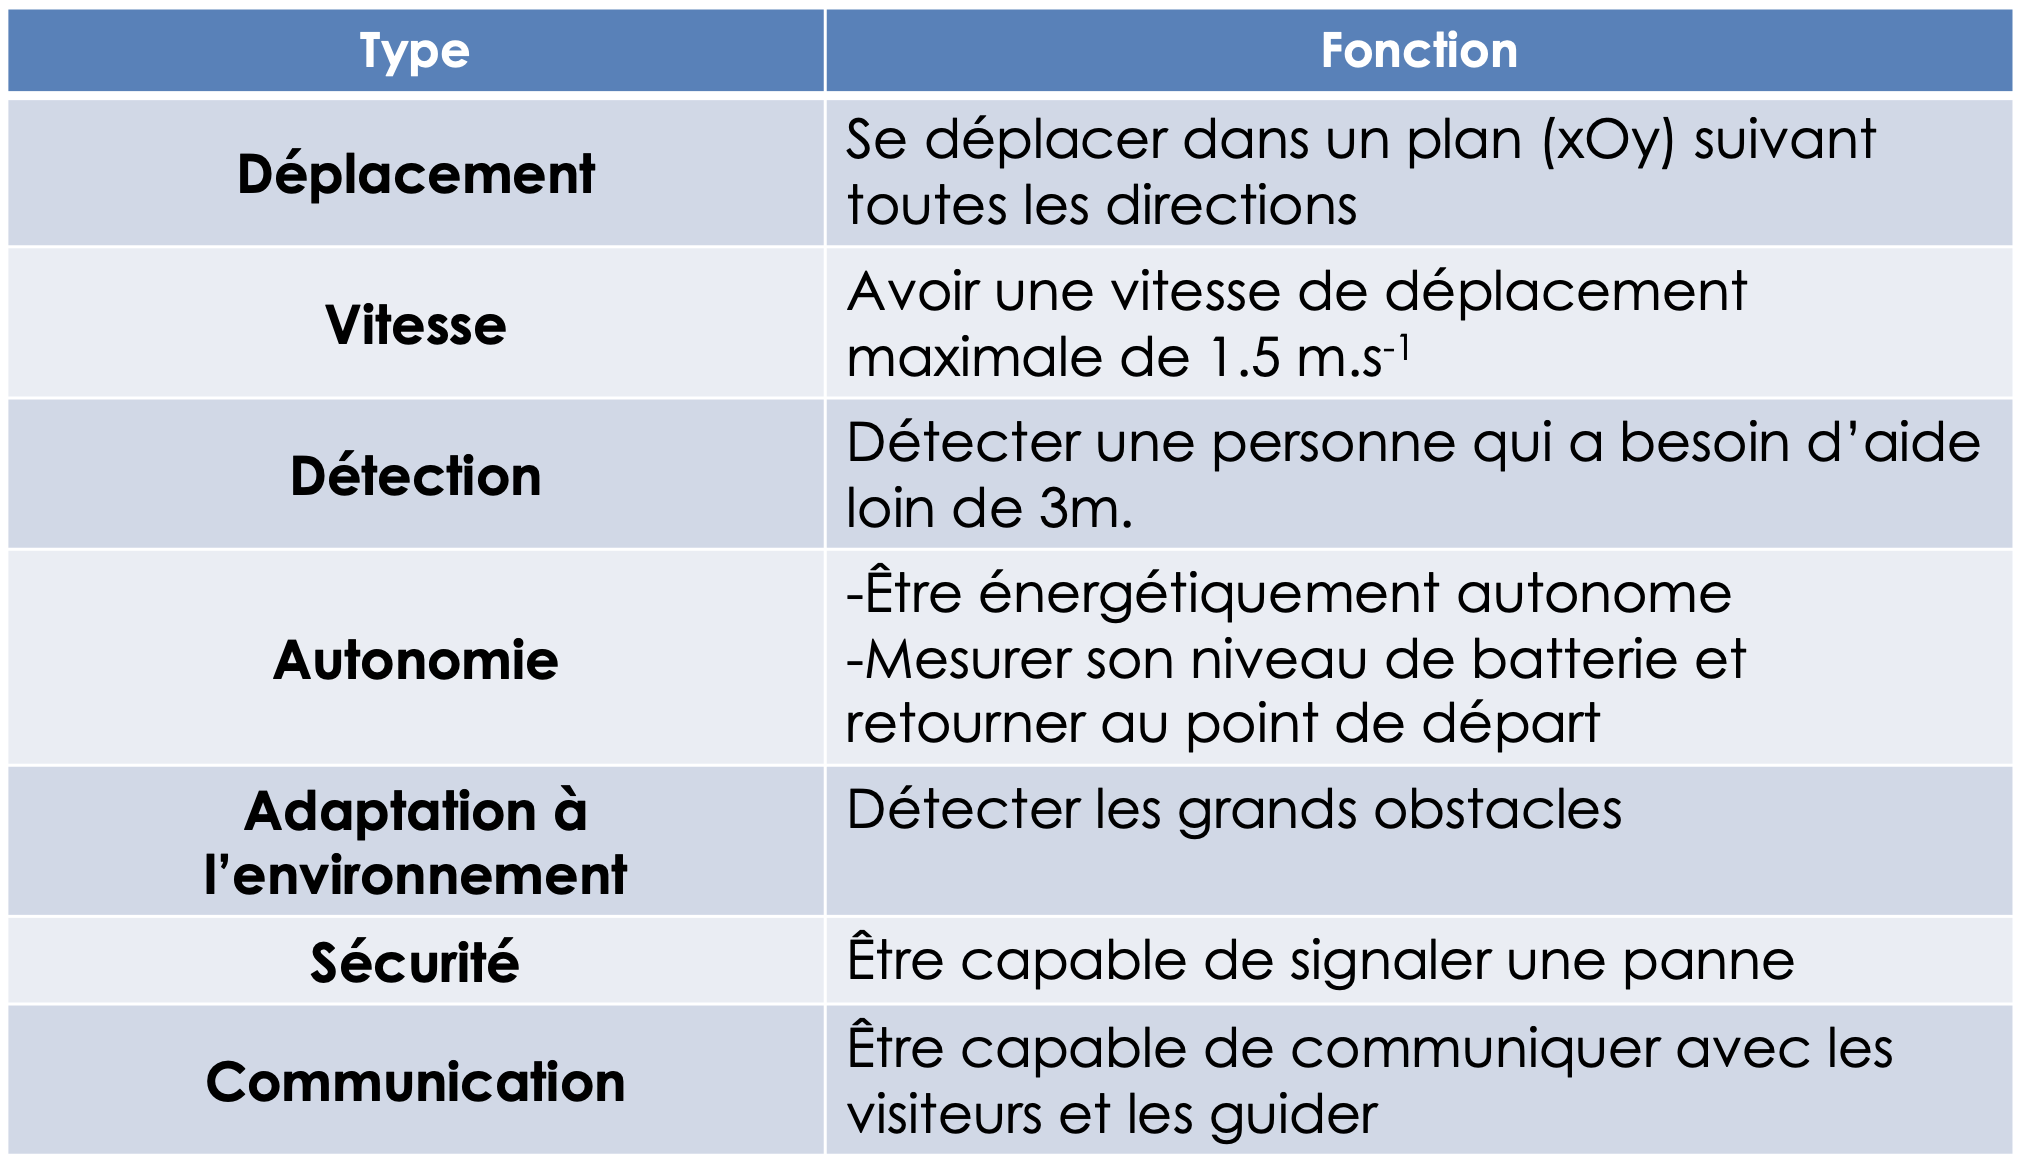 Type
Fonction
Déplacement
Se déplacer dans un plan (xOy) suivant
toutes les directions
Vitesse
Avoir une vitesse de déplacement
maximale de 1.5 m.s⁻¹
Détection
Détecter une personne qui a besoin d’aide
loin de 3m.
Autonomie
-Être énergétiquement autonome
-Mesurer son niveau de batterie et
retourner au point de départ
Adaptation à
l’environnement
Détecter les grands obstacles
Sécurité
Être capable de signaler une panne
Communication
Être capable de communiquer avec les
visiteurs et les guider